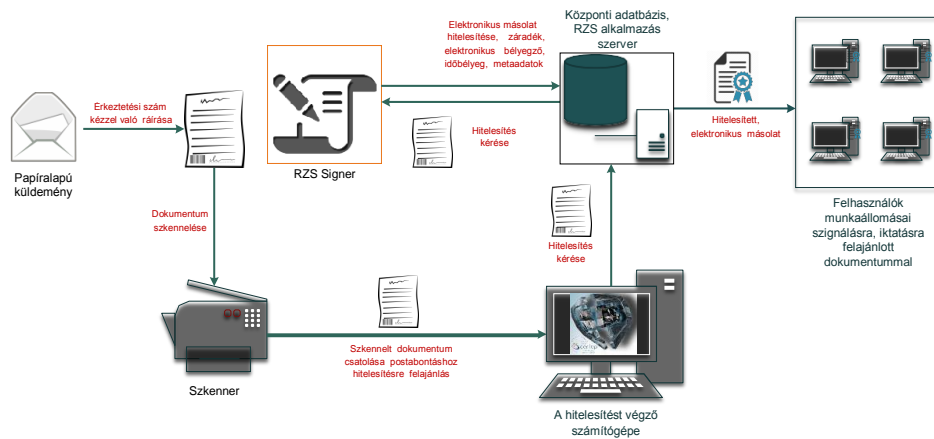 Központi adatbázis,
RZS alkalmazás
szerver
Elektronikus másolat
hitelesítése, záradék,
elektronikus bélyegző,
időbélyeg, metaadatok
Erkeztetési szám
kézzel való ráírása
Hitelesítés
kérése
Hitelesített,
elektronikus másolat
Papíralapú
küldemény
RZS Signer
Felhasználók
munkaállomásai
szignálásra, iktatásra
felajánlott
dokumentummal
Dokumentum
szkennelése
Hitelesítés
kérése
Szkennelt dokumentum
csatolása postabontáshoz
hitelesítésre felajánlás
Szkenner
A hitelesítést végző
számítógépe